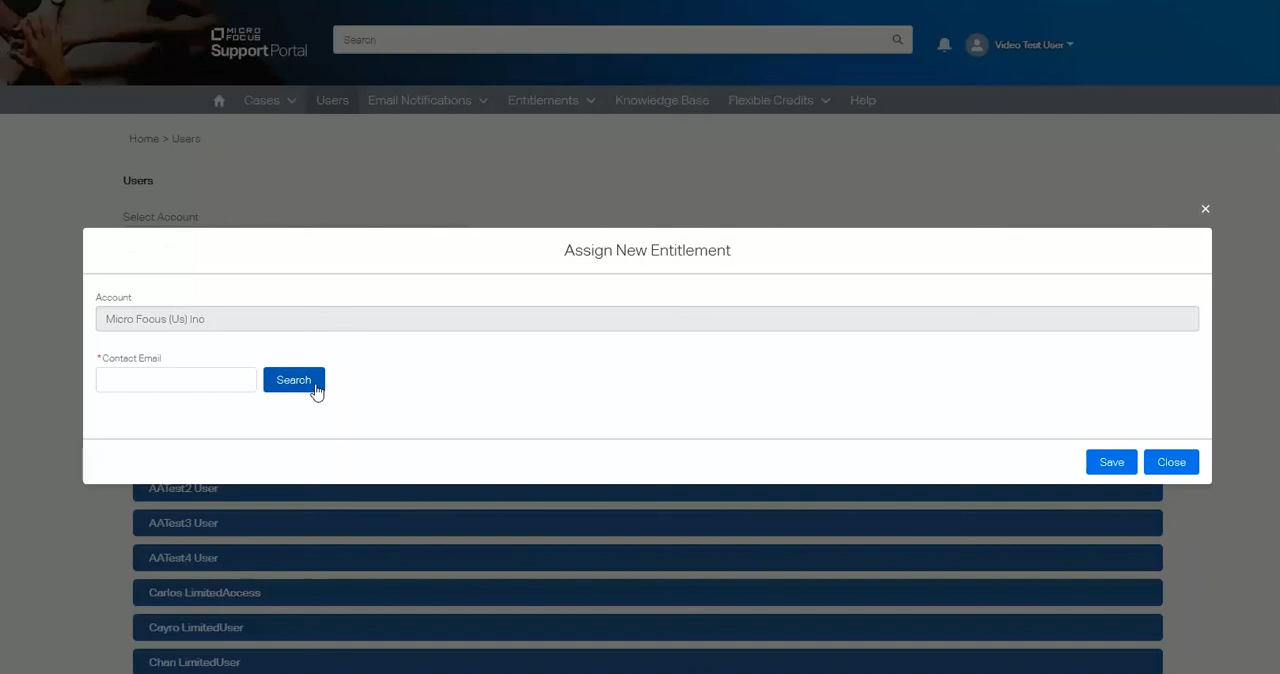 MICRO
FOCUS
Support Portal
Search
Video Test User
Cases
Users
Email Notifications
Entitlements
Knowledge Base
Flexible Credits
Help
Home > Users
Users
Select Account
×
Assign New Entitlement
Account
Micro Focus (Us) inc
*Contact Email
Search
Save
Close
AATest2 User
AATest3 User
AATest4 User
Carlos LimitedAccess
Cayro LimitedUser
Chan LimitedUser